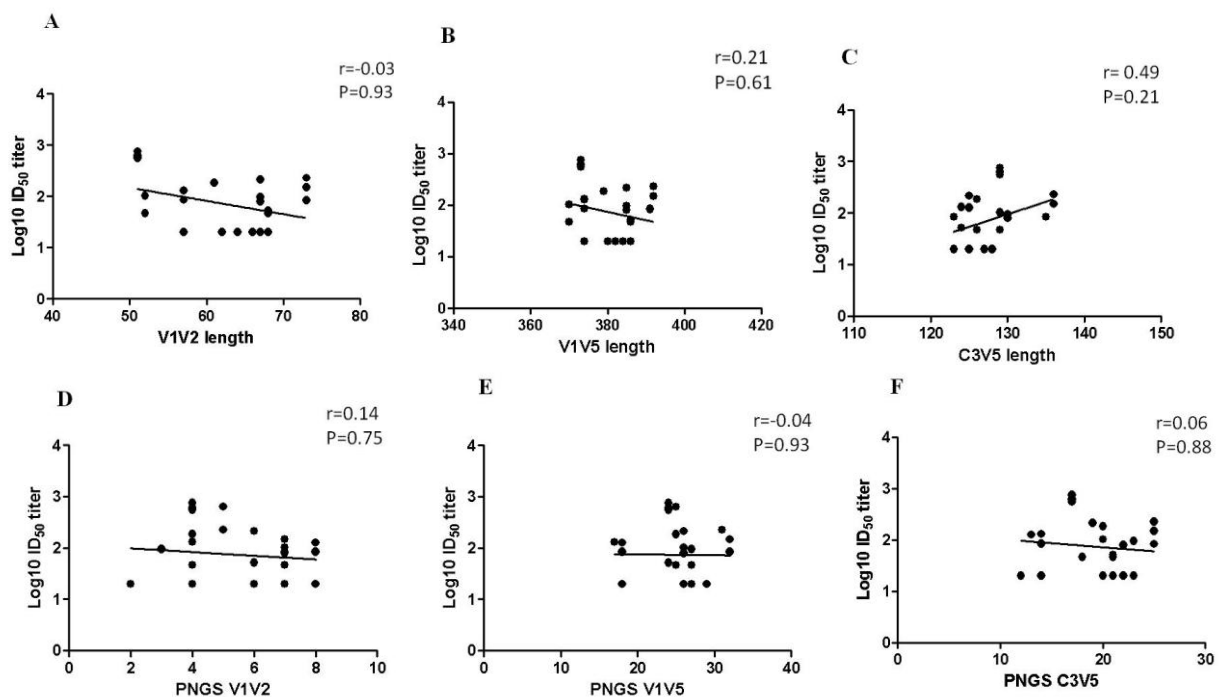 A
r=-0.03
P=0.93
Log10 ID50 titer
4
3
2
1
0
40 50 60 70 80
V1V2 length
B
r=0.21
P=0.61
Log10 ID50 titer
4
3
2
1
0
340 360 380 400 420
V1V5 length
C
r= 0.49
P=0.21
Log10 ID50 titer
4
3
2
1
0
110 120 130 140 150
C3V5 length
D
r=0.14
P=0.75
Log10 ID50 titer
4
3
2
1
0
0 2 4 6 8 10
PNGS V1V2
E
r=-0.04
P=0.93
Log10 ID50 titer
4
3
2
1
0
0 10 20 30 40
PNGS V1V5
F
r=0.06
P=0.88
Log10 ID50 titer
4
3
2
1
0
0 10 20 30
PNGS C3V5